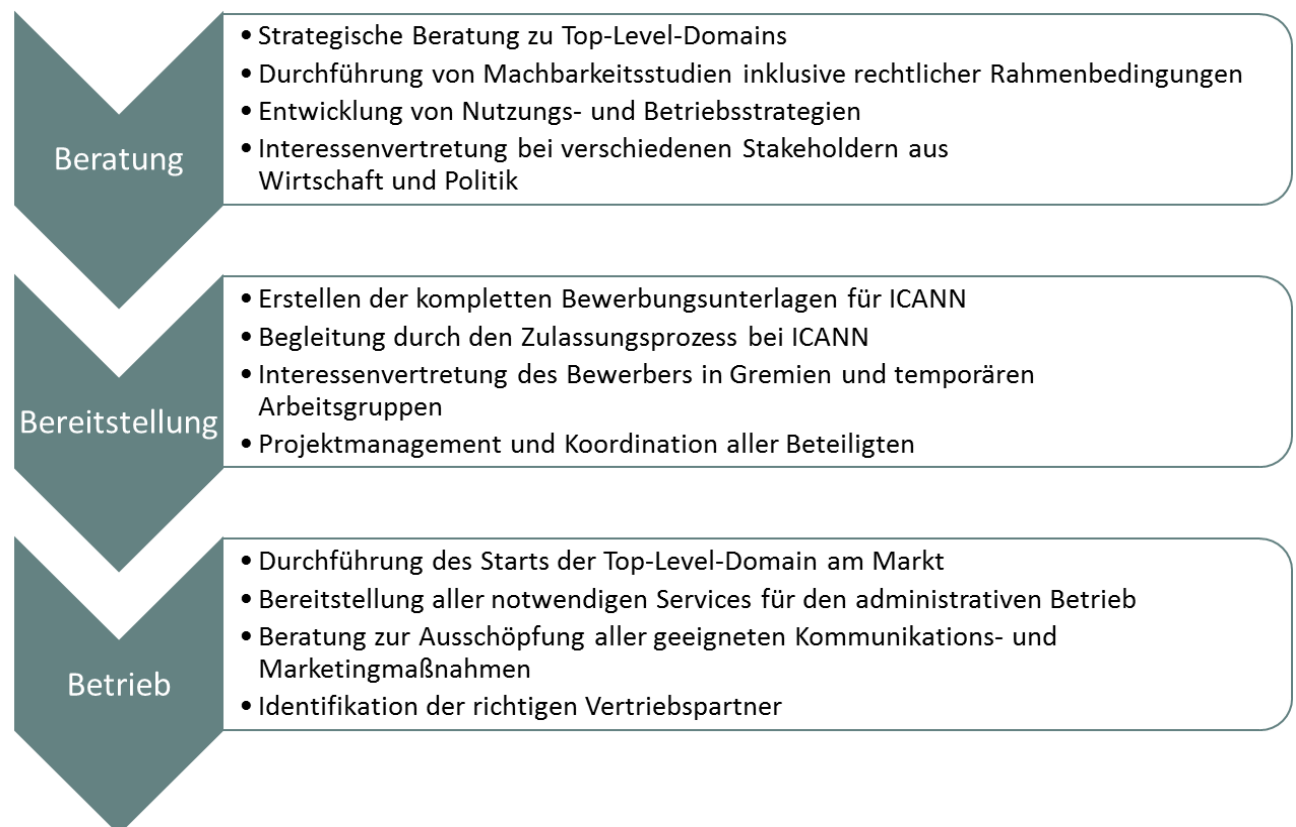 Beratung
• Strategische Beratung zu Top-Level-Domains
• Durchführung von Machbarkeitsstudien inklusive rechtlicher Rahmenbedingungen
• Entwicklung von Nutzungs- und Betriebsstrategien
• Interessenvertretung bei verschiedenen Stakeholdern aus
Wirtschaft und Politik
Bereitstellung
• Erstellen der kompletten Bewerbungsunterlagen für ICANN
• Begleitung durch den Zulassungsprozess bei ICANN
• Interessenvertretung des Bewerbers in Gremien und temporären
Arbeitsgruppen
• Projektmanagement und Koordination aller Beteiligten
Betrieb
• Durchführung des Starts der Top-Level-Domain am Markt
• Bereitstellung aller notwendigen Services für den administrativen Betrieb
• Beratung zur Ausschöpfung aller geeigneten Kommunikations- und
Marketingmaßnahmen
• Identifikation der richtigen Vertriebspartner